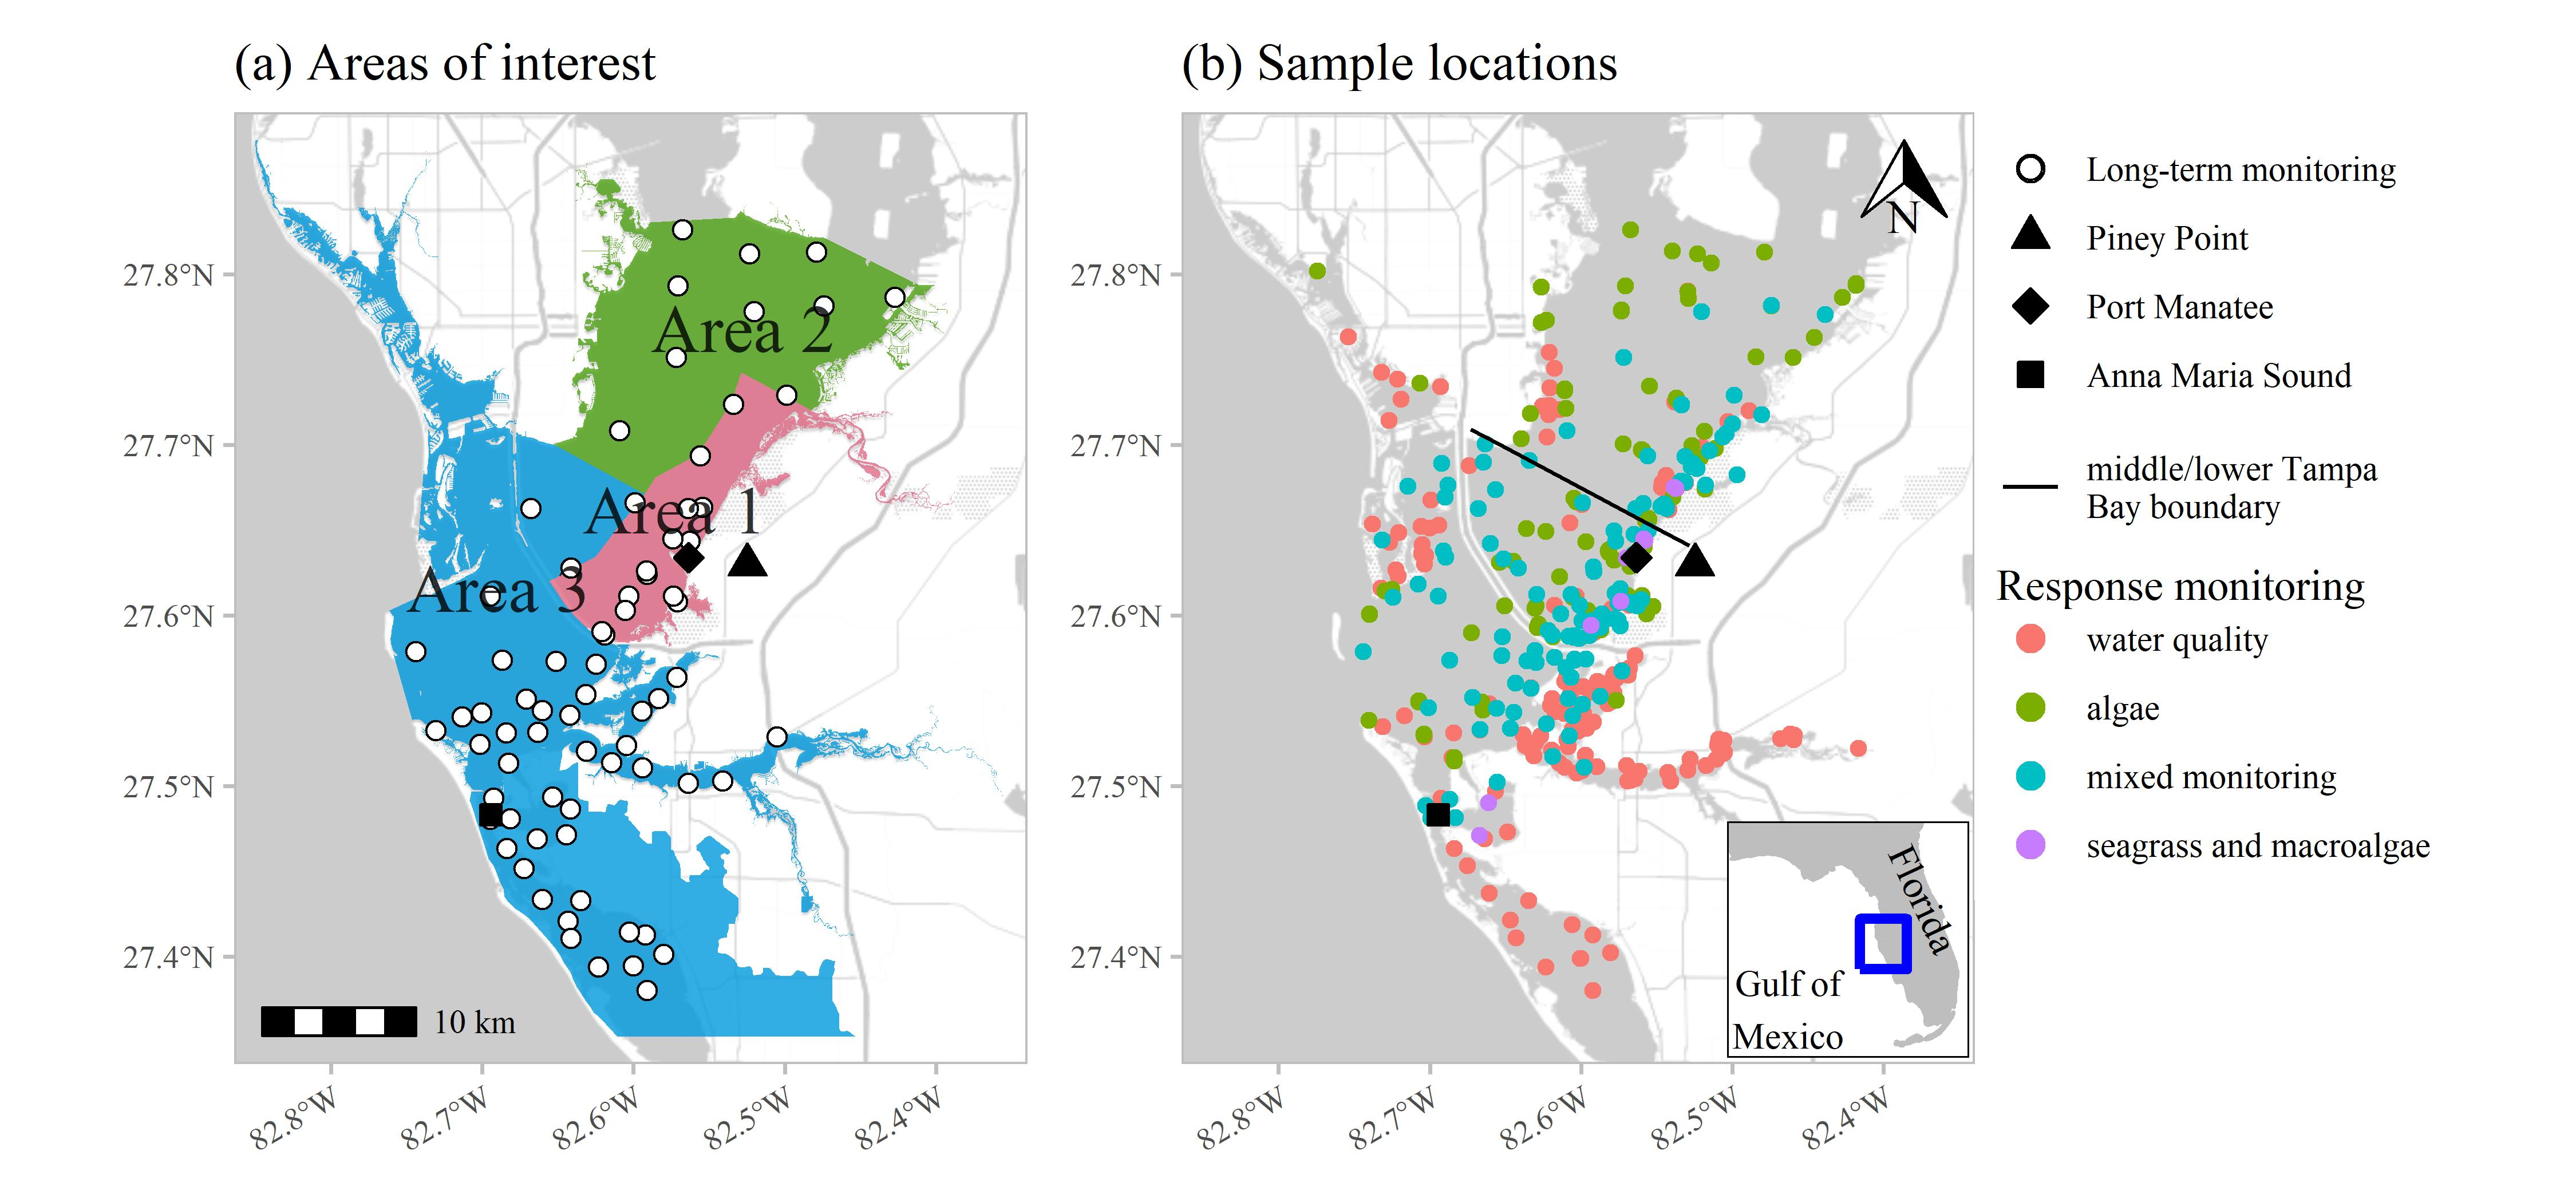 (a) Areas of interest
27.8°N
27.7°N
27.6°N
27.5°N
27.4°N
Area 2
Area 1
Area 3
10 km
82.8°W
82.7°W
82.6°W
82.5°W
82.4°W
(b) Sample locations
27.8°N
27.7°N
27.6°N
27.5°N
27.4°N
N
Florida
Gulf of
Mexico
82.8°W
82.7°W
82.6°W
82.5°W
82.4°W
Long-term monitoring
Piney Point
Port Manatee
Anna Maria Sound
middle/lower Tampa
Bay boundary
Response monitoring
water quality
algae
mixed monitoring
seagrass and macroalgae